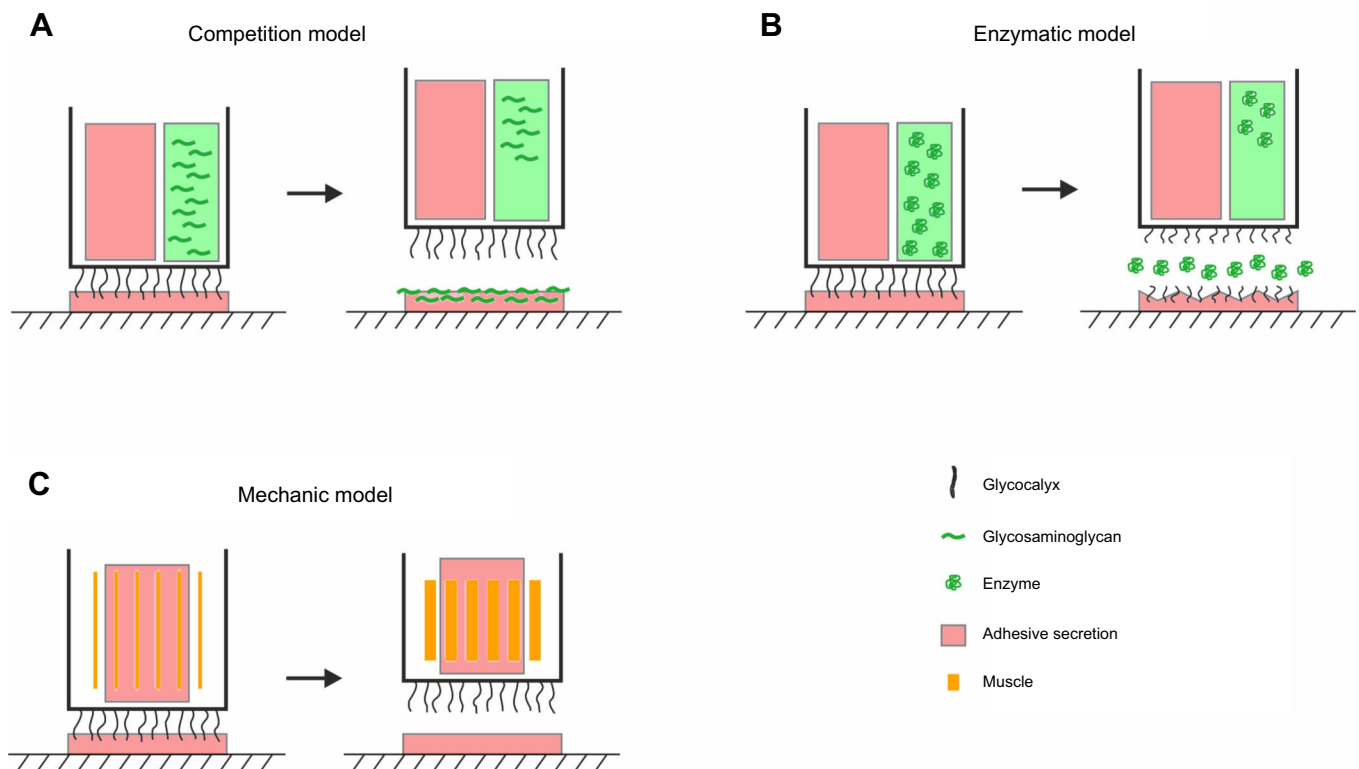 A
Competition model
B
Enzymatic model
C
Mechanic model
Glycocalyx
Glycosaminoglycan
Enzyme
Adhesive secretion
Muscle